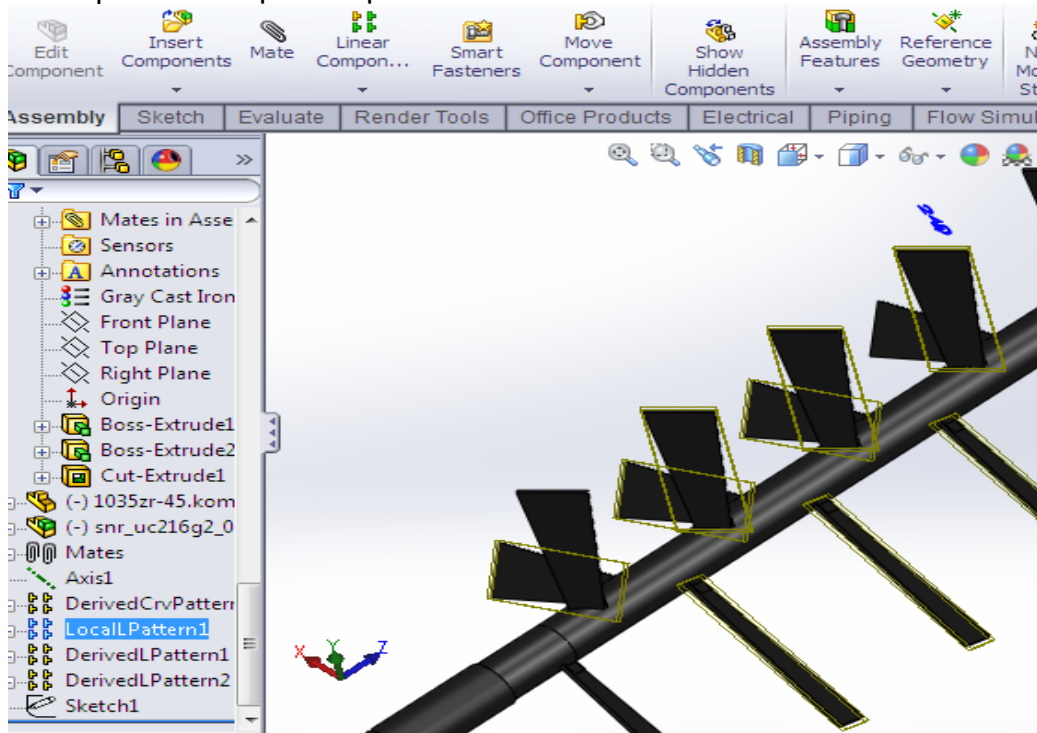 Edit
Component
Insert
Components
Mate
Linear
Compon...
Smart
Fasteners
Move
Component
Show
Hidden
Components
Assembly
Features
Reference
Geometry
Assembly Sketch Evaluate Render Tools Office Products Electrical Piping Flow Simul
Mates in Asse
Sensors
Annotations
Gray Cast Iron
Front Plane
Top Plane
Right Plane
Origin
Boss-Extrude1
Boss-Extrude2
Cut-Extrude1
(-) 1035zr-45.kom
(-) snr_uc216g2_0
Mates
Axis1
DerivedCrvPattern
LocalLPattern1
DerivedLPattern1
DerivedLPattern2
Sketch1
X Y Z